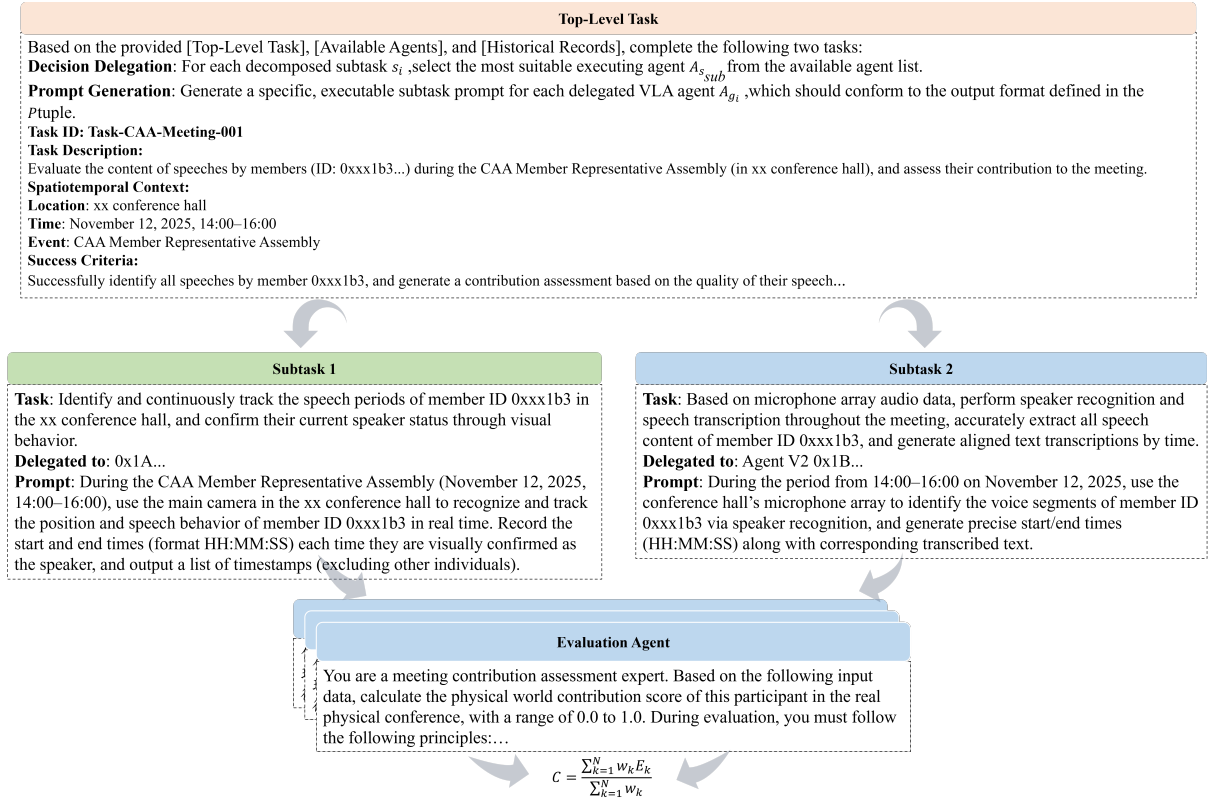 Top-Level Task
Based on the provided [Top-Level Task], [Available Agents], and [Historical Records], complete the following two tasks:
Decision Delegation: For each decomposed subtask s_i ,select the most suitable executing agent A_{s_{sub}} from the available agent list.
Prompt Generation: Generate a specific, executable subtask prompt for each delegated VLA agent A_{g_i} ,which should conform to the output format defined in the
Ptuple.
Task ID: Task-CAA-Meeting-001
Task Description:
Evaluate the content of speeches by members (ID: 0xxx1b3...) during the CAA Member Representative Assembly (in xx conference hall), and assess their contribution to the meeting.
Spatiotemporal Context:
Location: xx conference hall
Time: November 12, 2025, 14:00–16:00
Event: CAA Member Representative Assembly
Success Criteria:
Successfully identify all speeches by member 0xxx1b3, and generate a contribution assessment based on the quality of their speech...
Subtask 1
Task: Identify and continuously track the speech periods of member ID 0xxx1b3 in
the xx conference hall, and confirm their current speaker status through visual
behavior.
Delegated to: 0x1A...
Prompt: During the CAA Member Representative Assembly (November 12, 2025,
14:00–16:00), use the main camera in the xx conference hall to recognize and track
the position and speech behavior of member ID 0xxx1b3 in real time. Record the
start and end times (format HH:MM:SS) each time they are visually confirmed as
the speaker, and output a list of timestamps (excluding other individuals).
Subtask 2
Task: Based on microphone array audio data, perform speaker recognition and
speech transcription throughout the meeting, accurately extract all speech
content of member ID 0xxx1b3, and generate aligned text transcriptions by time.
Delegated to: Agent V2 0x1B...
Prompt: During the period from 14:00–16:00 on November 12, 2025, use the
conference hall's microphone array to identify the voice segments of member ID
0xxx1b3 via speaker recognition, and generate precise start/end times
(HH:MM:SS) along with corresponding transcribed text.
Evaluation Agent
You are a meeting contribution assessment expert. Based on the following input
data, calculate the physical world contribution score of this participant in the real
physical conference, with a range of 0.0 to 1.0. During evaluation, you must follow
the following principles:…
C = \frac{\sum_{k=1}^{N} w_k E_k}{\sum_{k=1}^{N} w_k}